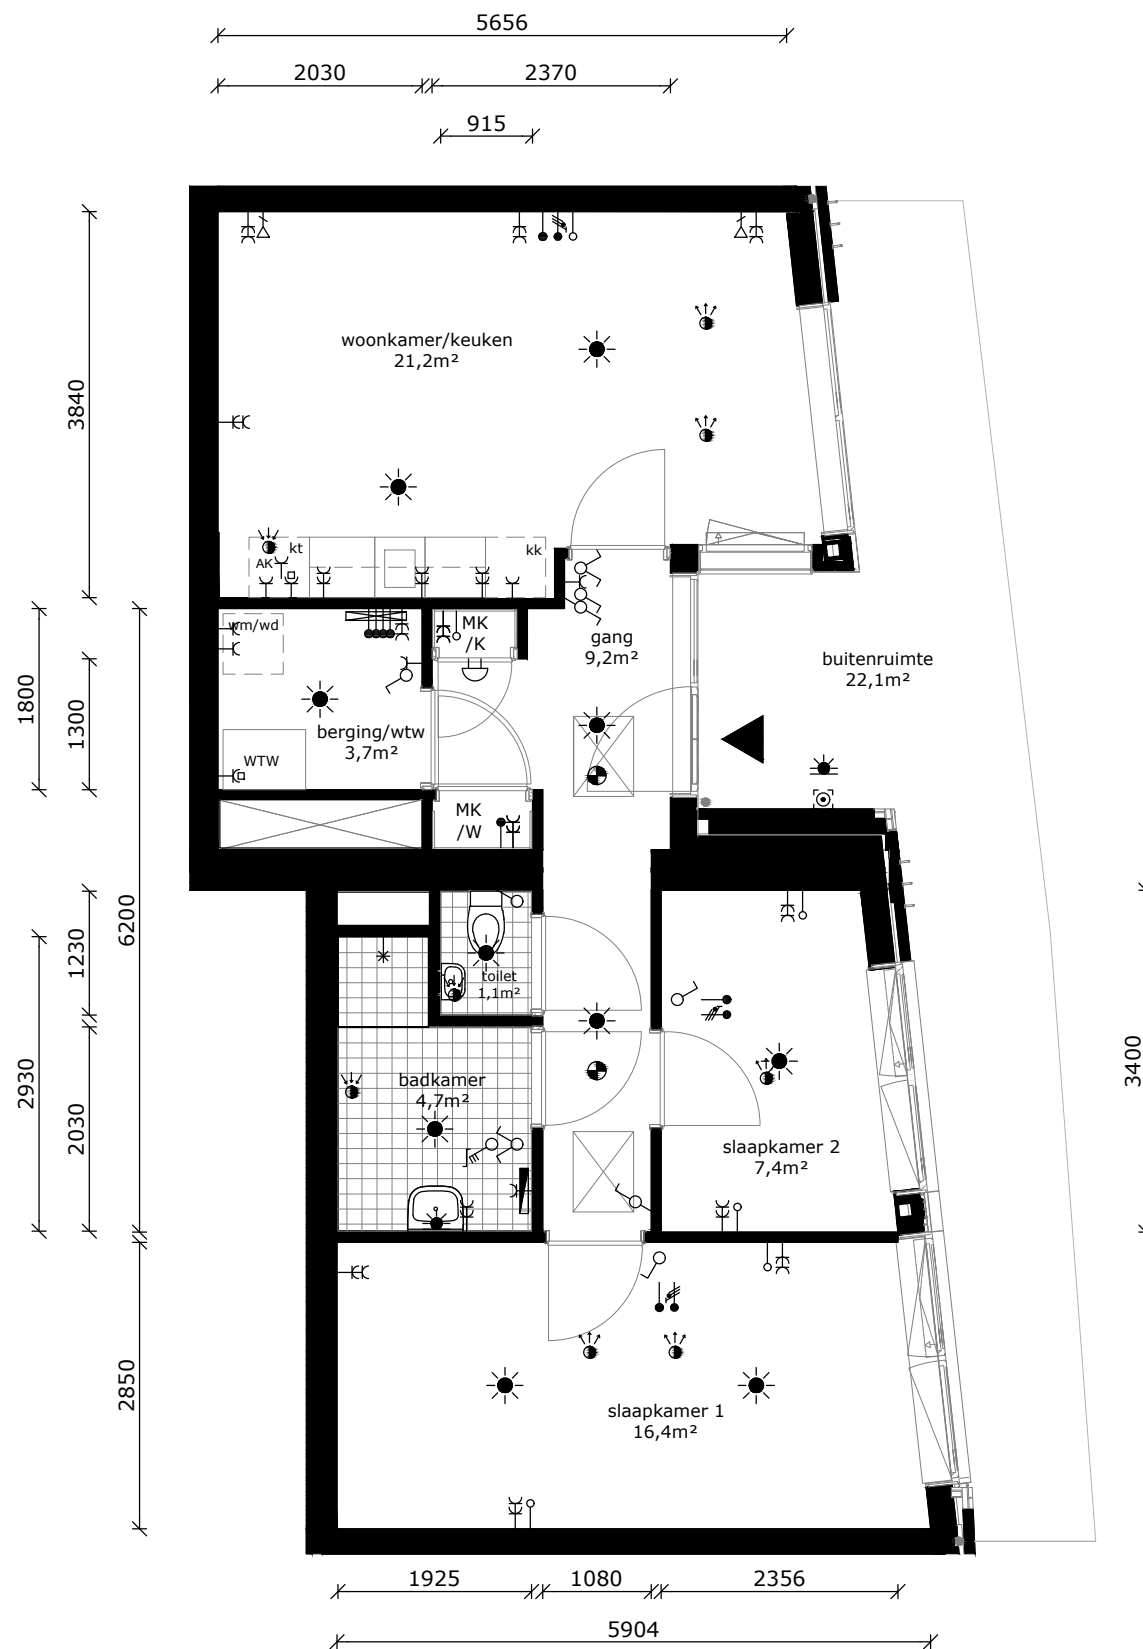 5656
2030
2370
915
woonkamer/keuken
21,2m²
3840
AK
kt
kk
wm/wd
MK
/K
gang
9,2m²
buitenruimte
22,1m²
1800
1300
berging/wtw
3,7m²
WTW
MK
/W
6200
1230
2930
toilet
1,1m²
2030
badkamer
4,7m²
slaapkamer 2
7,4m²
3400
2850
slaapkamer 1
16,4m²
1925
1080
2356
5904